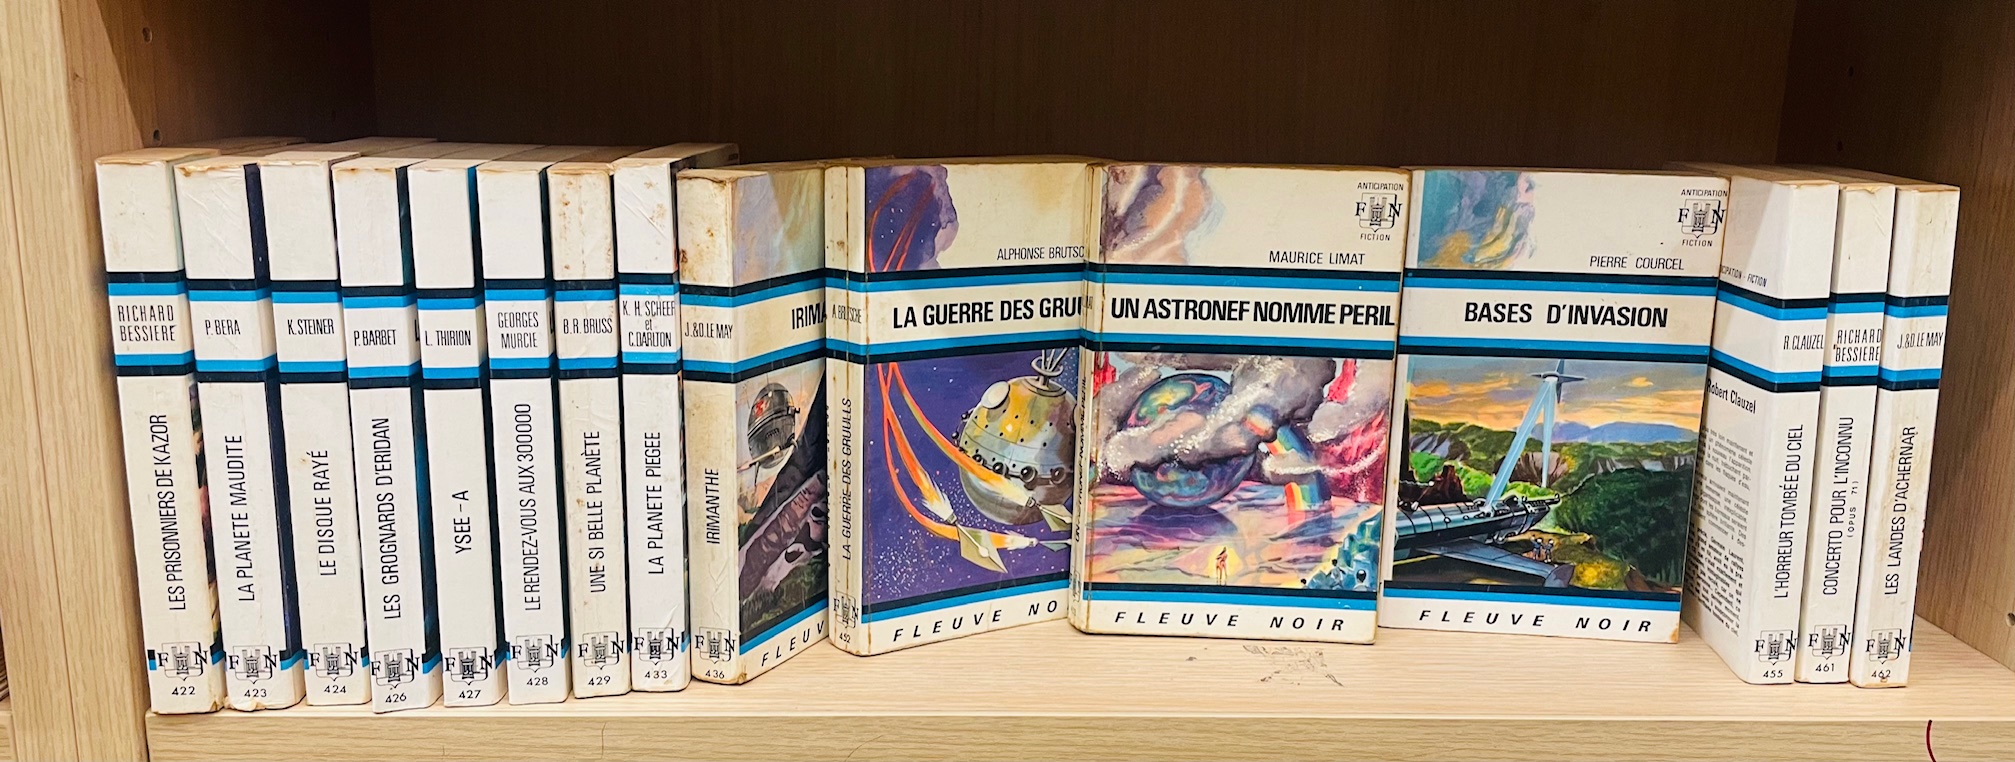 RICHARD
BESSIERE
LES PRISONNIERS DE KAZOR
F N
422
P. BERA
LA PLANETE MAUDITE
F N
423
K. STEINER
LE DISQUE RAYÉ
F N
424
P. BARBET
LES GROGNARDS D'ERIDAN
F N
426
L. THIRION
YSEE - A
F N
427
GEORGES
MURCIE
LE RENDEZ-VOUS AUX 300000
F N
428
B.R. BRUSS
UNE SI BELLE PLANÈTE
F N
429
K. H. SCHEER
et
C. DARLTON
LA PLANETE PIEGEE
F N
433
J. & D. LE MAY
IRIMANTHE
F N
436
IRIMA
FLEUV
A. BRUTSCHE
LA GUERRE DES GRUULLS
F N
452
ALPHONSE BRUTSC
LA GUERRE DES GRU
FLEUVE NO
ANTICIPATION
F N
FICTION
MAURICE LIMAT
UN ASTRONEF NOMME PERIL
FLEUVE NOIR
ANTICIPATION
F N
FICTION
PIERRE COURCEL
BASES D'INVASION
FLEUVE NOIR
CIPATION - FICTION
Robert Clauzel
R. CLAUZEL
L'HORREUR TOMBÉE DU CIEL
F N
455
RICHARD
BESSIERE
CONCERTO POUR L'INCONNU
(OPUS 71)
F N
461
J. & D. LE MAY
LES LANDES D'ACHERNAR
F N
462